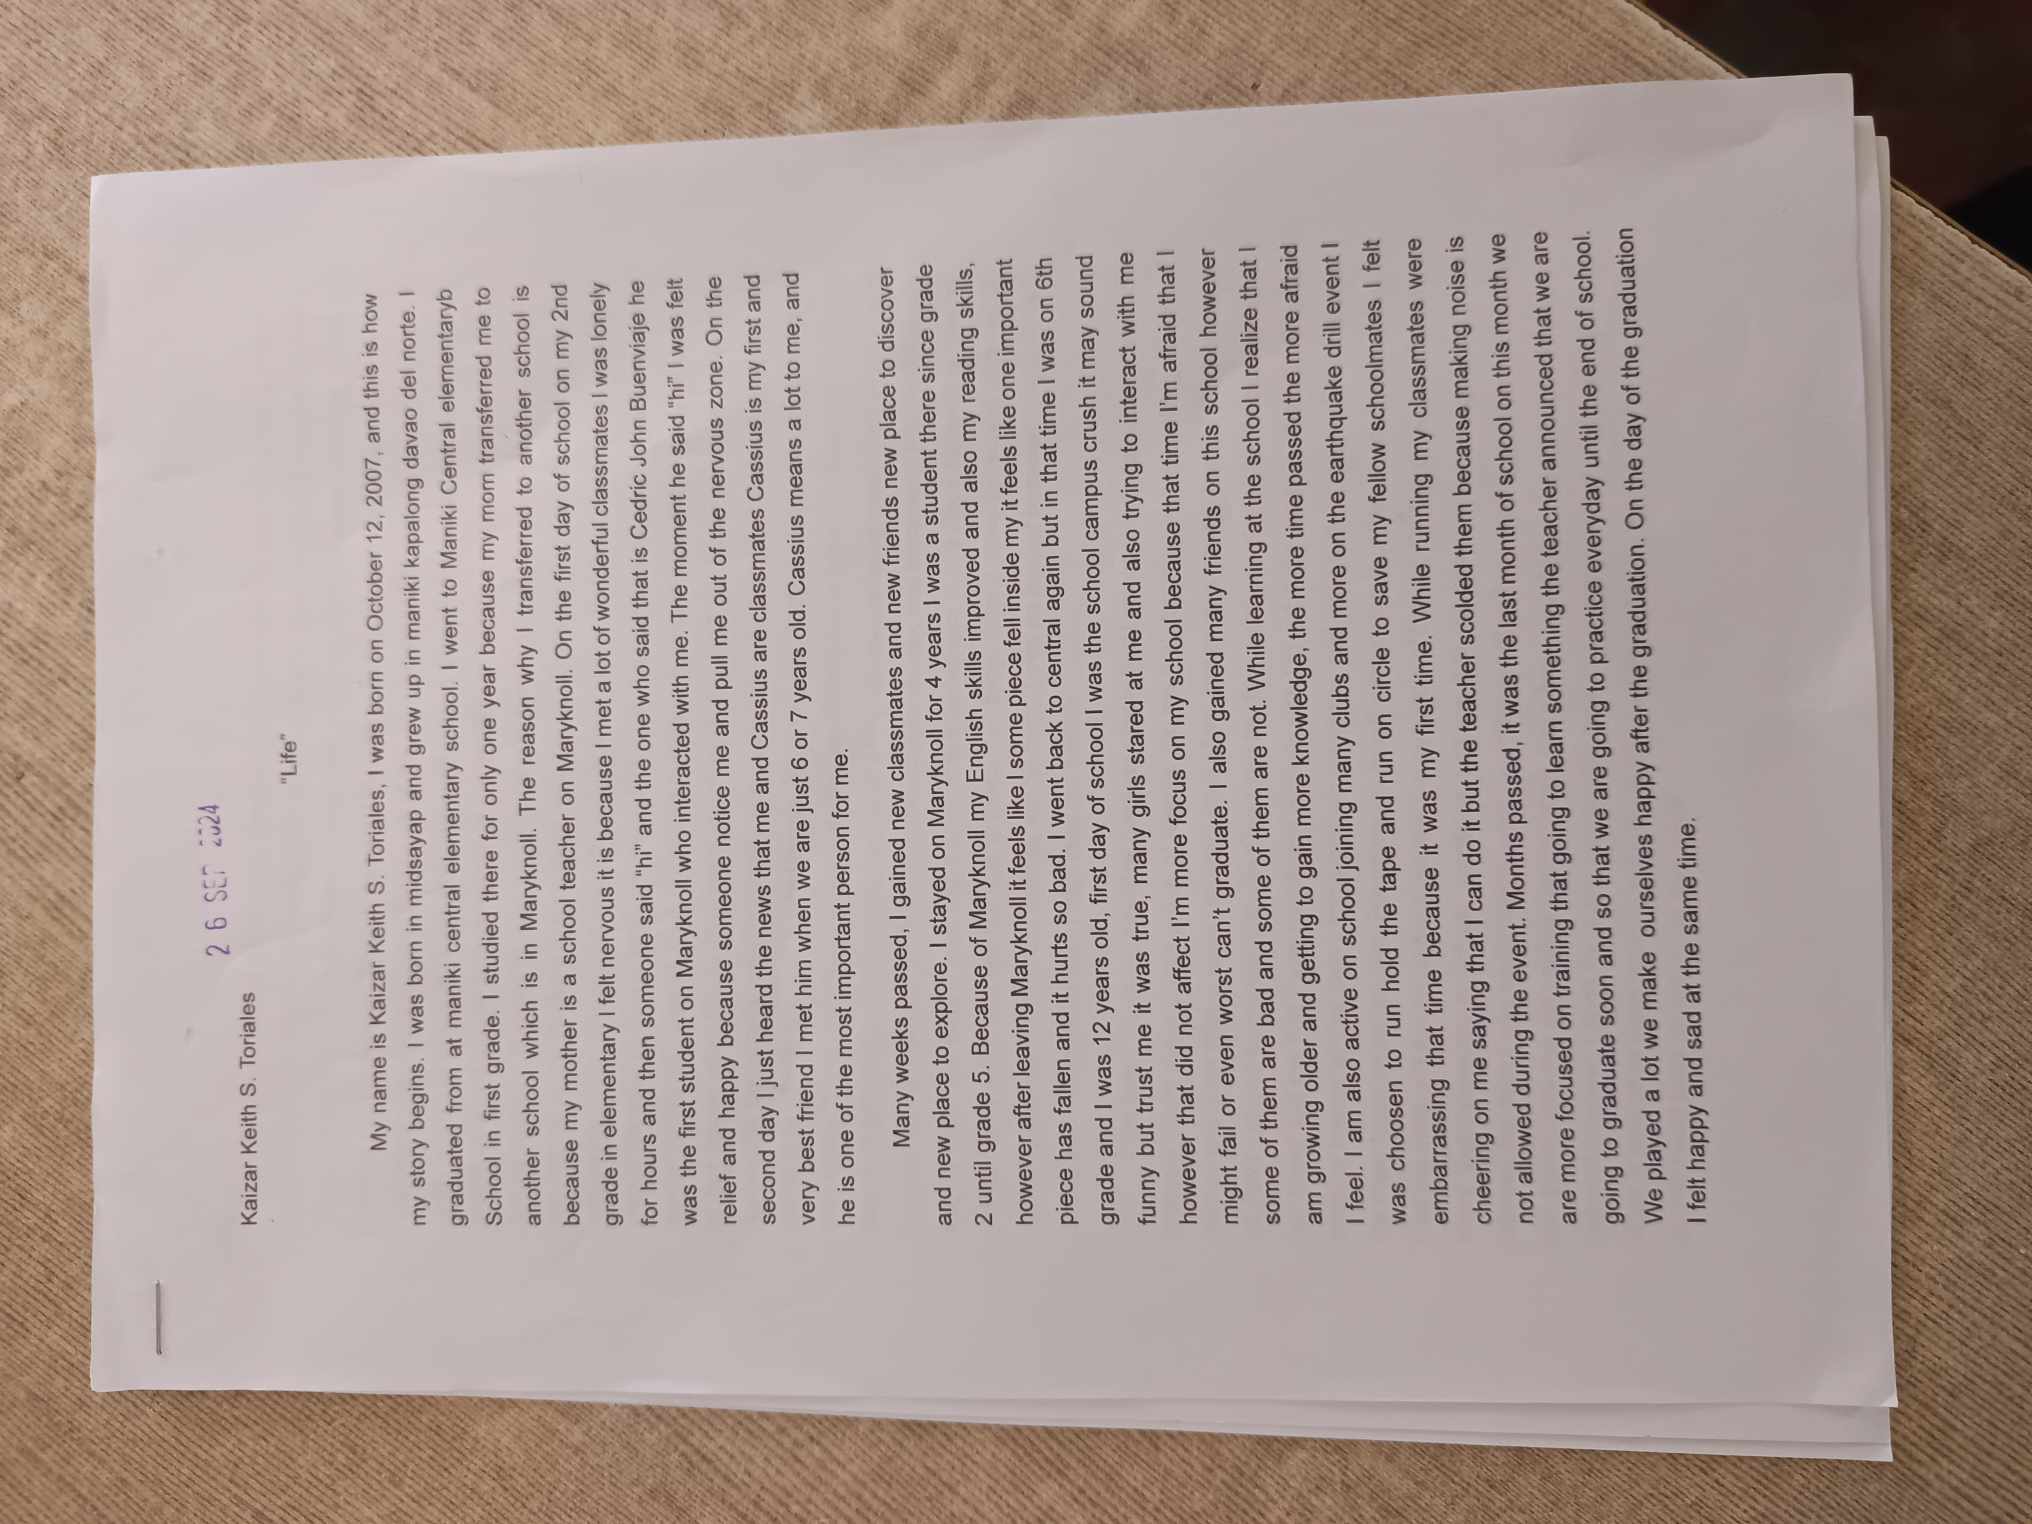 26 SEP 2024
Kaizar Keith S. Toriales
"Life"
My name is Kaizar Keith S. Toriales, I was born on October 12, 2007, and this is how
my story begins. I was born in midsayap and grew up in maniki kapalong davao del norte. I
graduated from at maniki central elementary school. I went to Maniki Central elementaryb
School in first grade. I studied there for only one year because my mom transferred me to
another school which is in Maryknoll. The reason why I transferred to another school is
because my mother is a school teacher on Maryknoll. On the first day of school on my 2nd
grade in elementary I felt nervous it is because I met a lot of wonderful classmates I was lonely
for hours and then someone said "hi" and the one who said that is Cedric John Buenviaje he
was the first student on Maryknoll who interacted with me. The moment he said "hi" I was felt
relief and happy because someone notice me and pull me out of the nervous zone. On the
second day I just heard the news that me and Cassius are classmates Cassius is my first and
very best friend I met him when we are just 6 or 7 years old. Cassius means a lot to me, and
he is one of the most important person for me.
Many weeks passed, I gained new classmates and new friends new place to discover
and new place to explore. I stayed on Maryknoll for 4 years I was a student there since grade
2 until grade 5. Because of Maryknoll my English skills improved and also my reading skills,
however after leaving Maryknoll it feels like I some piece fell inside my it feels like one important
piece has fallen and it hurts so bad. I went back to central again but in that time I was on 6th
grade and I was 12 years old, first day of school I was the school campus crush it may sound
funny but trust me it was true, many girls stared at me and also trying to interact with me
however that did not affect I'm more focus on my school because that time I'm afraid that I
might fail or even worst can't graduate. I also gained many friends on this school however
some of them are bad and some of them are not. While learning at the school I realize that I
am growing older and getting to gain more knowledge, the more time passed the more afraid
I feel. I am also active on school joining many clubs and more on the earthquake drill event I
was choosen to run hold the tape and run on circle to save my fellow schoolmates I felt
embarrassing that time because it was my first time. While running my classmates were
cheering on me saying that I can do it but the teacher scolded them because making noise is
not allowed during the event. Months passed, it was the last month of school on this month we
are more focused on training that going to learn something the teacher announced that we are
going to graduate soon and so that we are going to practice everyday until the end of school.
We played a lot we make ourselves happy after the graduation. On the day of the graduation
I felt happy and sad at the same time.